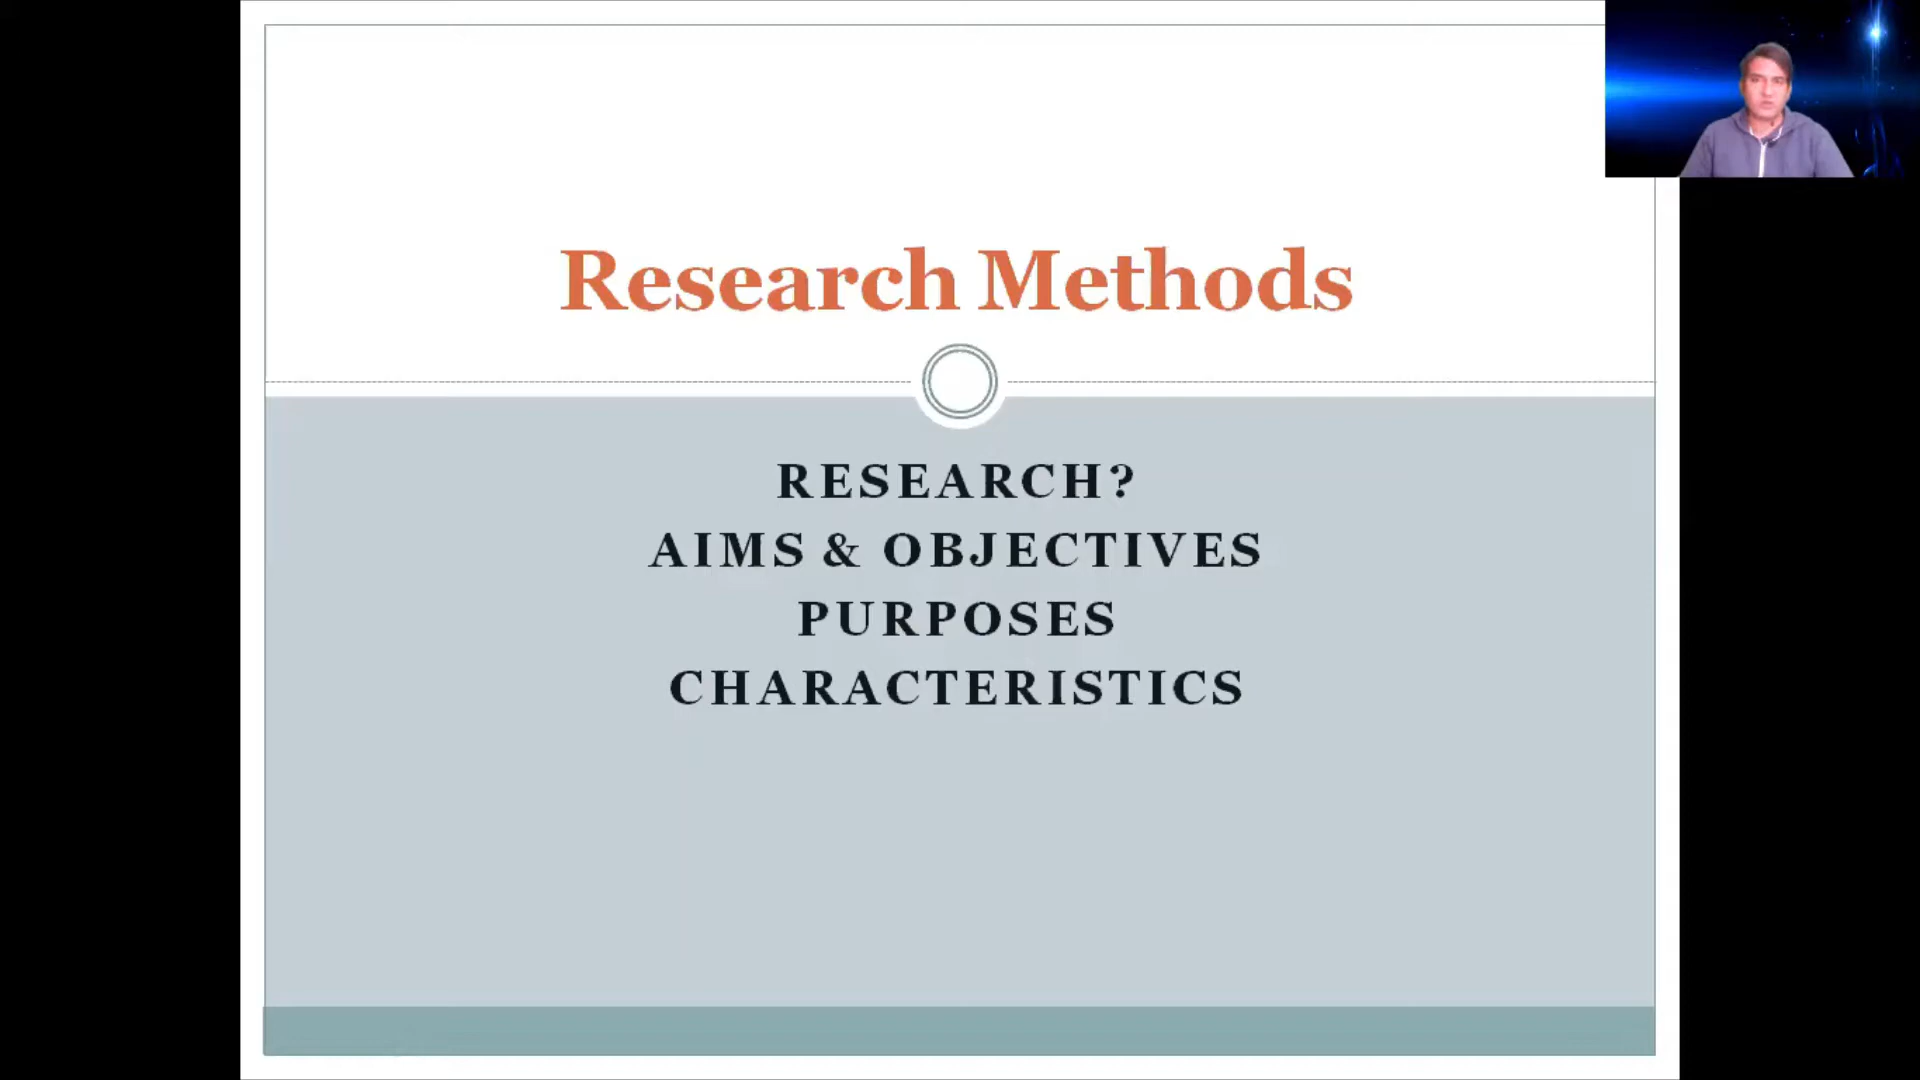 Research Methods
RESEARCH?
AIMS & OBJECTIVES
PURPOSES
CHARACTERISTICS